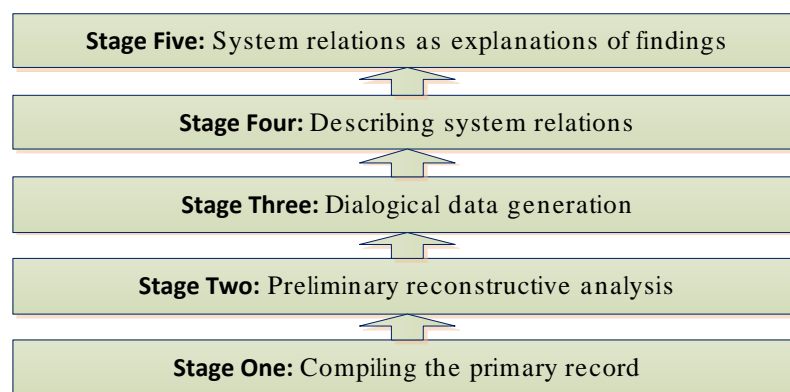 Stage Five: System relations as explanations of findings
Stage Four: Describing system relations
Stage Three: Dialogical data generation
Stage Two: Preliminary reconstructive analysis
Stage One: Compiling the primary record